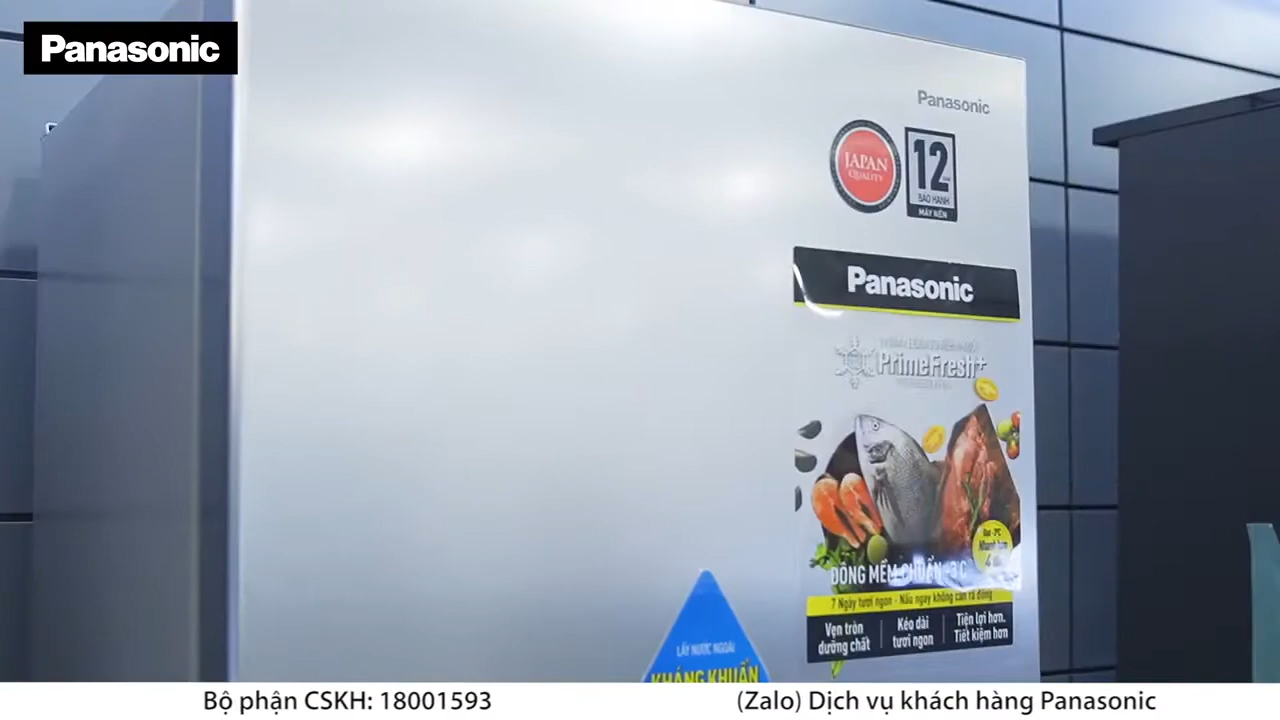 Panasonic
Panasonic
JAPAN
QUALITY
12
NĂM
BẢO HÀNH
MÁY NÉN
Panasonic
PrimeFresh+
ĐÔNG MỀM CHUẨN -3°C
7 Ngày tươi ngon - Nấu ngay không cần rã đông
Vẹn tròn
dưỡng chất
Kéo dài
tươi ngon
Tiện lợi hơn.
Tiết kiệm hơn
LẤY NƯỚC NGOÀI
KHÁNG KHUẨN
Bộ phận CSKH: 18001593
(Zalo) Dịch vụ khách hàng Panasonic